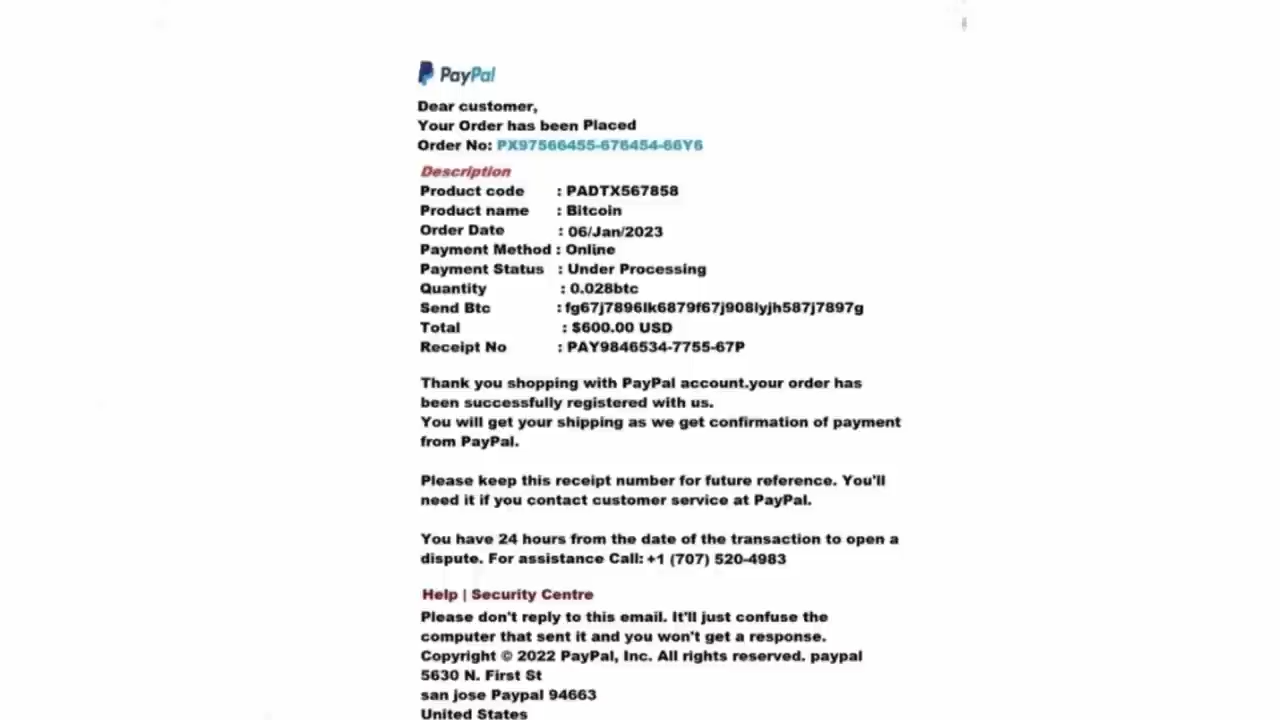 PayPal
Dear customer,
Your Order has been Placed
Order No: PX97566455-676454-66Y6
Description
Product code : PADTX567858
Product name : Bitcoin
Order Date : 06/Jan/2023
Payment Method : Online
Payment Status : Under Processing
Quantity : 0.028btc
Send Btc : fg67j7896lk6879f67j908lyjh587j7897g
Total : $600.00 USD
Receipt No : PAY9846534-7755-67P
Thank you shopping with PayPal account.your order has
been successfully registered with us.
You will get your shipping as we get confirmation of payment
from PayPal.
Please keep this receipt number for future reference. You'll
need it if you contact customer service at PayPal.
You have 24 hours from the date of the transaction to open a
dispute. For assistance Call: +1 (707) 520-4983
Help | Security Centre
Please don't reply to this email. It'll just confuse the
computer that sent it and you won't get a response.
Copyright © 2022 PayPal, Inc. All rights reserved. paypal
5630 N. First St
san jose Paypal 94663
United States